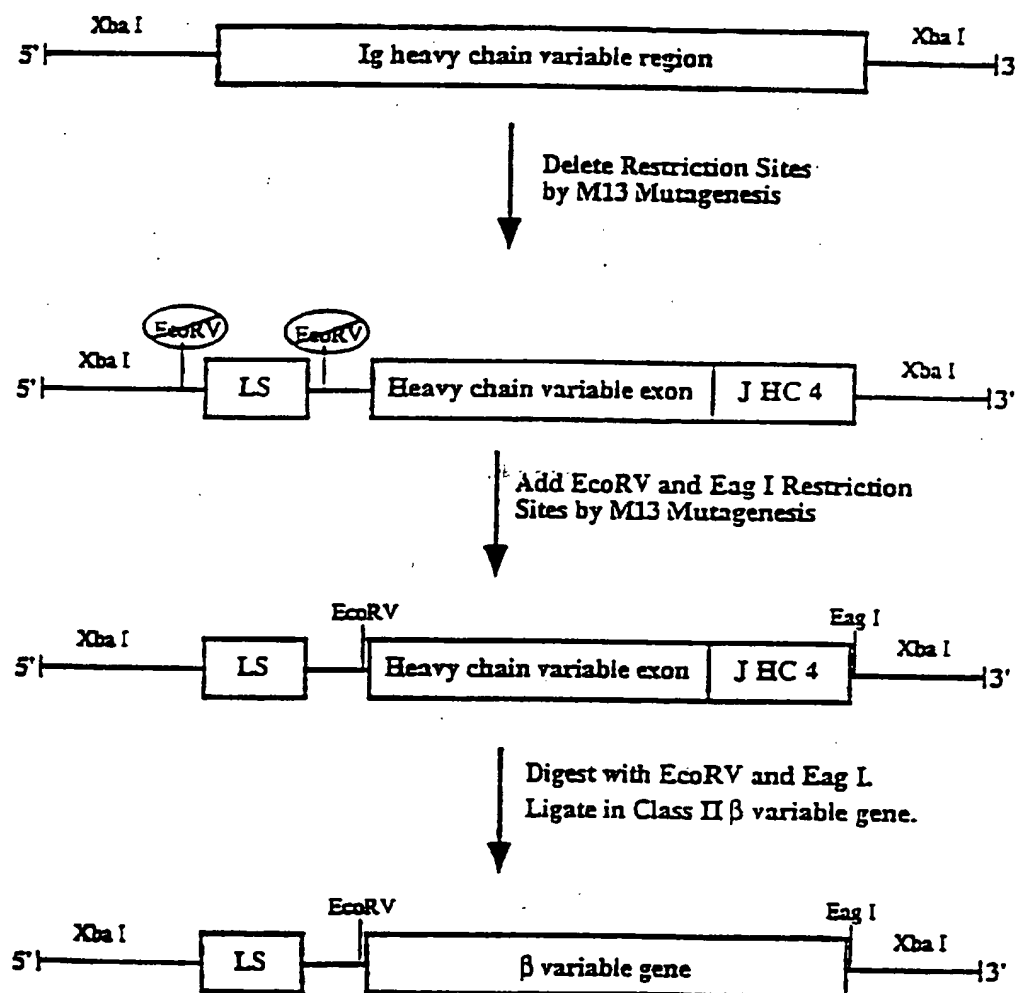 Xba I
Xba I
5' Ig heavy chain variable region 3
Delete Restriction Sites
by M13 Mutagenesis
EcoRV EcoRV
Xba I
Xba I
5' LS Heavy chain variable exon J HC 4 3'
Add EcoRV and Eag I Restriction
Sites by M13 Mutagenesis
EcoRV
Eag I
Xba I
Xba I
5' LS Heavy chain variable exon J HC 4 3'
Digest with EcoRV and Eag I.
Ligate in Class II β variable gene.
EcoRV
Eag I
Xba I
Xba I
5' LS β variable gene 3'